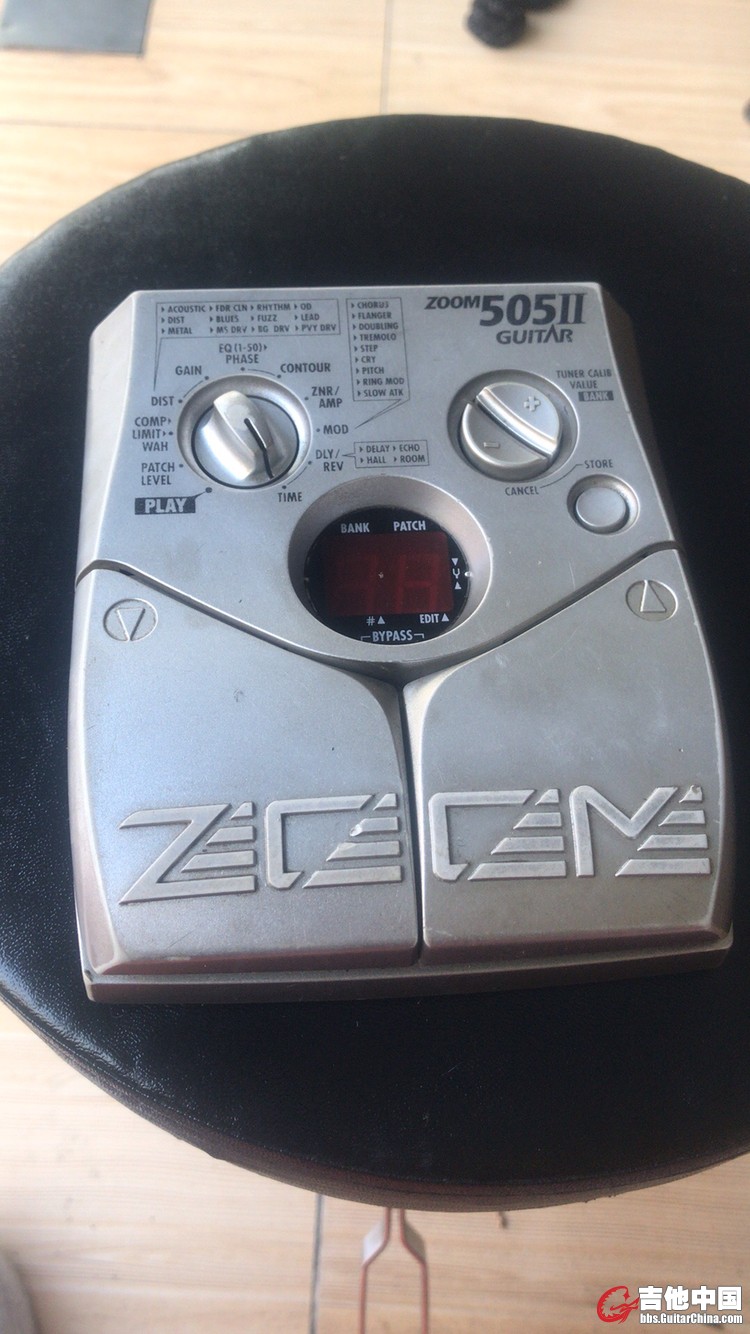 ▸ACOUSTIC ▸FDR CLN ▸RHYTHM ▸OD
▸DIST ▸BLUES ▸FUZZ ▸LEAD
▸METAL ▸MS DRV ▸BG DRV ▸PVY DRV
▸CHORUS
▸FLANGER
▸DOUBLING
▸TREMOLO
▸STEP
▸CRY
▸PITCH
▸RING MOD
▸SLOW ATK
ZOOM 505II
GUITAR
EQ (1-50)▸
PHASE
GAIN
CONTOUR
DIST
ZNR/
AMP
COMP▸
LIMIT▸
WAH
MOD
PATCH
LEVEL
DLY/
REV
▸DELAY ▸ECHO
▸HALL ▸ROOM
PLAY
TIME
TUNER CALIB
VALUE
BANK
+
-
STORE
CANCEL
BANK PATCH
#▲ EDIT▲
BYPASS
ZOOM
吉他中国
bbs.GuitarChina.com